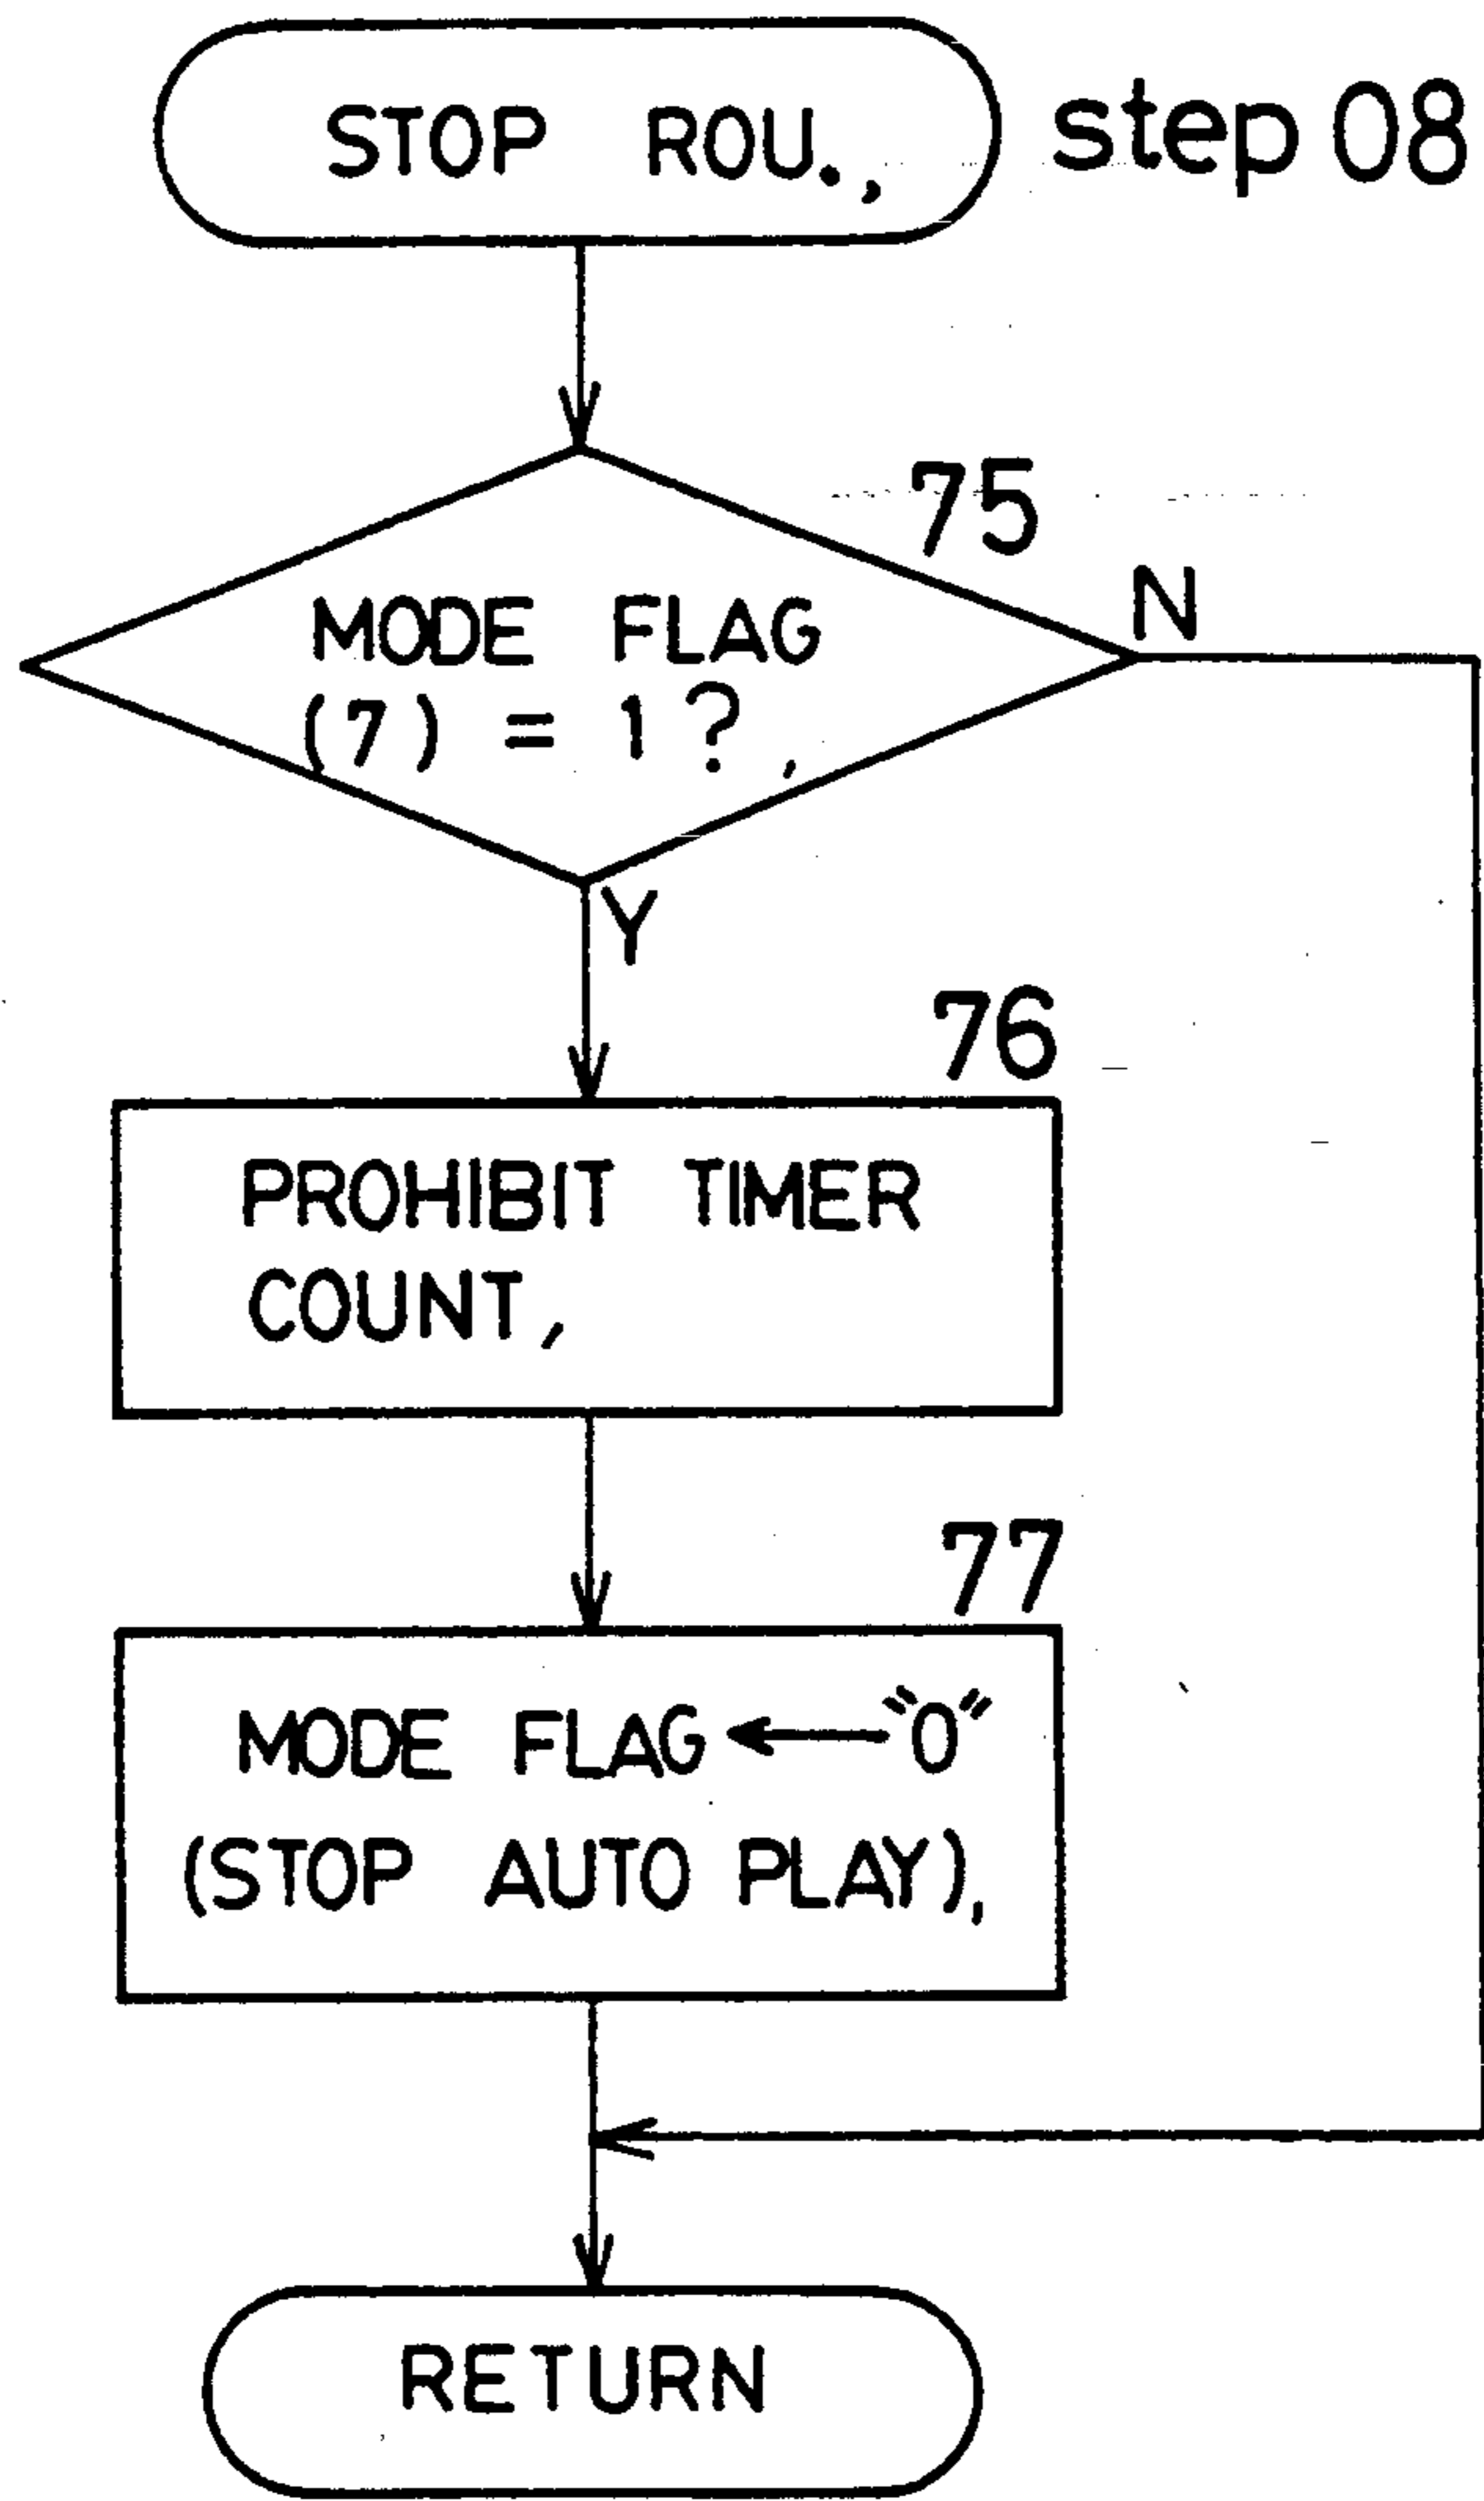 STOP ROU.,
step 08
75
MODE FLAG
(7) = 1 ?,
N
Y
76
PROHIBIT TIMER
COUNT,
77
MODE FLAG ← "0"
(STOP AUTO PLAY),
RETURN